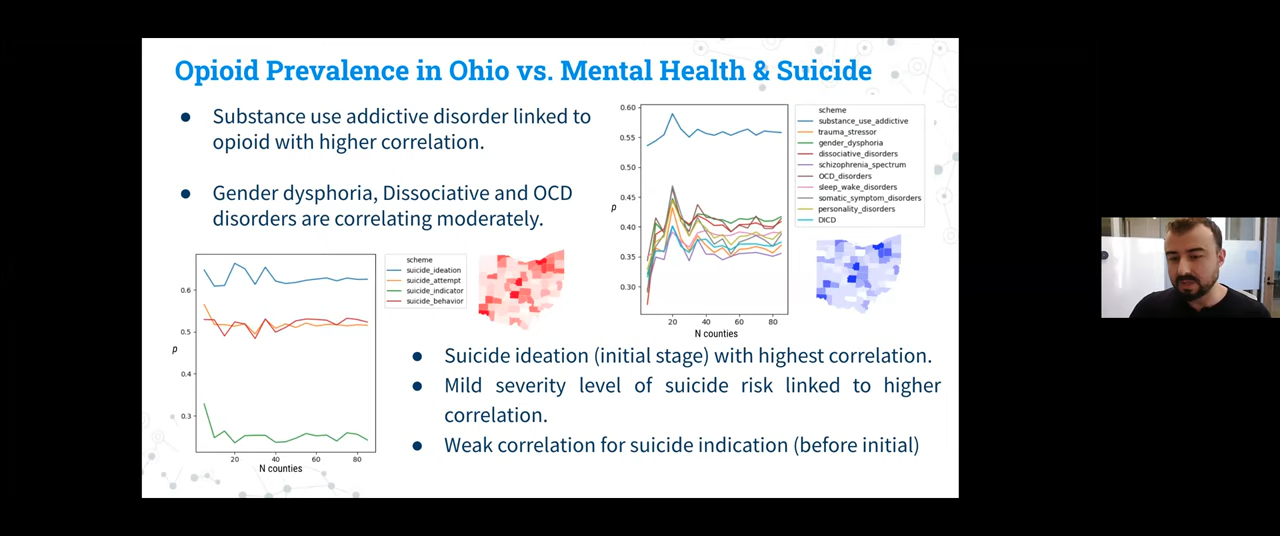 Opioid Prevalence in Ohio vs. Mental Health & Suicide
● Substance use addictive disorder linked to
opioid with higher correlation.
● Gender dysphoria, Dissociative and OCD
disorders are correlating moderately.
0.60
0.55
0.50
0.45
0.40
0.35
0.30
p
20 40 60 80
N counties
scheme
substance_use_addictive
trauma_stressor
gender_dysphoria
dissociative_disorders
schizophrenia_spectrum
OCD_disorders
sleep_wake_disorders
somatic_symptom_disorders
personality_disorders
DICD
0.6
0.5
0.4
0.3
p
20 40 60 80
N counties
scheme
suicide_ideation
suicide_attempt
suicide_indicator
suicide_behavior
● Suicide ideation (initial stage) with highest correlation.
● Mild severity level of suicide risk linked to higher
correlation.
● Weak correlation for suicide indication (before initial)